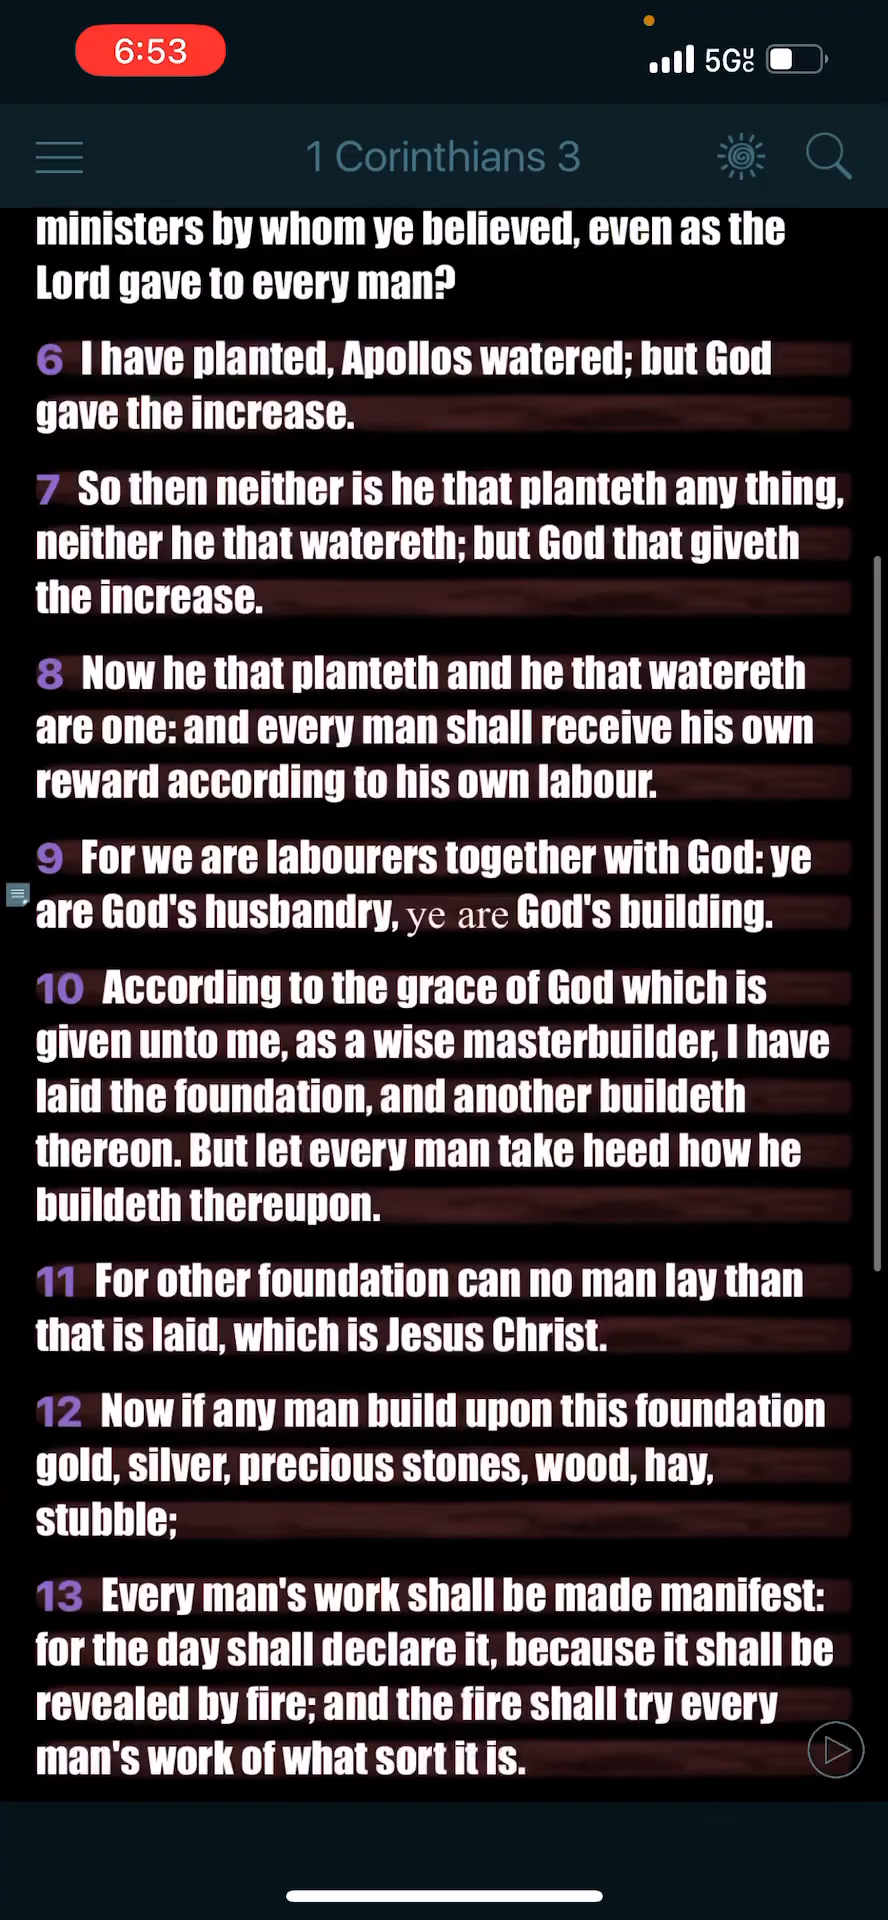 6:53
5GUC
1 Corinthians 3
ministers by whom ye believed, even as the
Lord gave to every man?
6 I have planted, Apollos watered; but God
gave the increase.
7 So then neither is he that planteth any thing,
neither he that watereth; but God that giveth
the increase.
8 Now he that planteth and he that watereth
are one: and every man shall receive his own
reward according to his own labour.
9 For we are labourers together with God: ye
are God's husbandry, ye are God's building.
10 According to the grace of God which is
given unto me, as a wise masterbuilder, I have
laid the foundation, and another buildeth
thereon. But let every man take heed how he
buildeth thereupon.
11 For other foundation can no man lay than
that is laid, which is Jesus Christ.
12 Now if any man build upon this foundation
gold, silver, precious stones, wood, hay,
stubble;
13 Every man's work shall be made manifest:
for the day shall declare it, because it shall be
revealed by fire; and the fire shall try every
man's work of what sort it is.